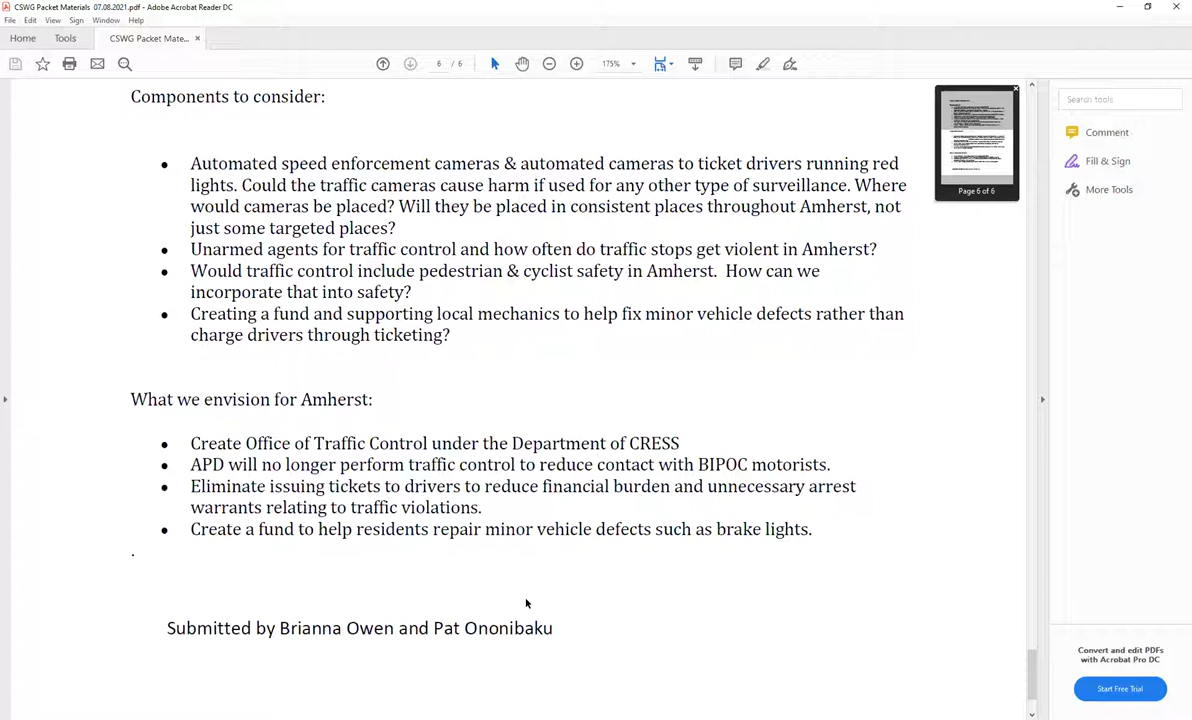 CSWG Packet Materials 07.08.2021.pdf - Adobe Acrobat Reader DC
File Edit View Sign Window Help
Home Tools CSWG Packet Mate... ×
6 / 6 175%
Components to consider:
• Automated speed enforcement cameras & automated cameras to ticket drivers running red
lights. Could the traffic cameras cause harm if used for any other type of surveillance. Where
would cameras be placed? Will they be placed in consistent places throughout Amherst, not
just some targeted places?
• Unarmed agents for traffic control and how often do traffic stops get violent in Amherst?
• Would traffic control include pedestrian & cyclist safety in Amherst. How can we
incorporate that into safety?
• Creating a fund and supporting local mechanics to help fix minor vehicle defects rather than
charge drivers through ticketing?
What we envision for Amherst:
• Create Office of Traffic Control under the Department of CRESS
• APD will no longer perform traffic control to reduce contact with BIPOC motorists.
• Eliminate issuing tickets to drivers to reduce financial burden and unnecessary arrest
warrants relating to traffic violations.
• Create a fund to help residents repair minor vehicle defects such as brake lights.
.
Submitted by Brianna Owen and Pat Ononibaku
Page 6 of 6
Search tools
Comment
Fill & Sign
More Tools
Convert and edit PDFs
with Acrobat Pro DC
Start Free Trial